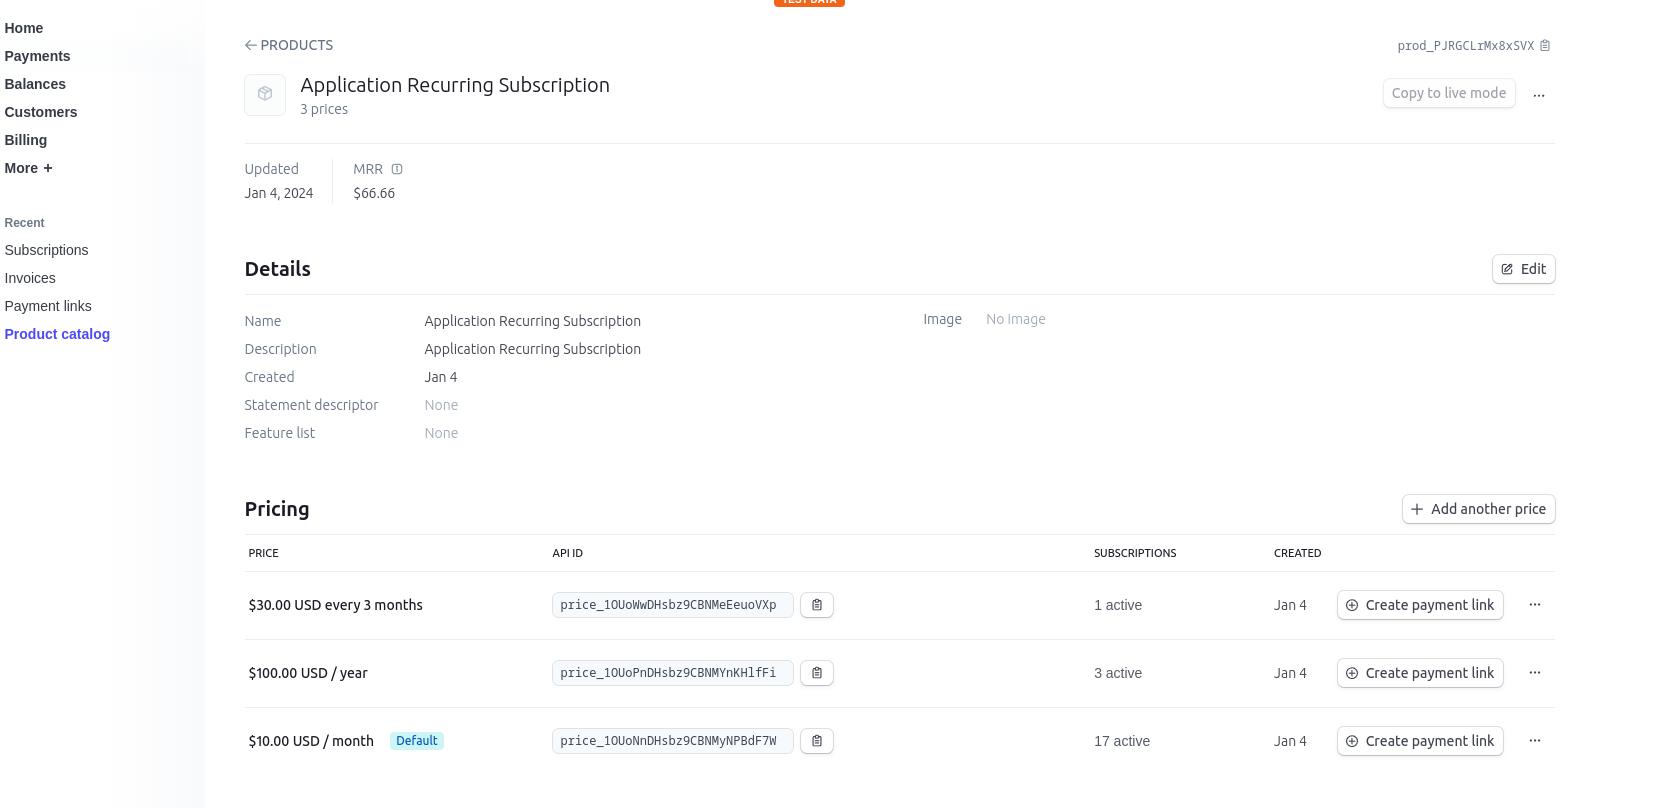 TEST DATA
Home
Payments
Balances
Customers
Billing
More +
Recent
Subscriptions
Invoices
Payment links
Product catalog
← PRODUCTS
prod_PJRGCLrMx8xSVX
Application Recurring Subscription
3 prices
Copy to live mode
...
Updated
Jan 4, 2024
MRR
$66.66
Details
Edit
Name Application Recurring Subscription
Image No image
Description Application Recurring Subscription
Created Jan 4
Statement descriptor None
Feature list None
Pricing
+ Add another price
PRICE API ID SUBSCRIPTIONS CREATED
$30.00 USD every 3 months price_1OUoWwDHsbz9CBNMeEeuoVXp 1 active Jan 4 Create payment link ...
$100.00 USD / year price_1OUoPnDHsbz9CBNMYnKHlfFi 3 active Jan 4 Create payment link ...
$10.00 USD / month Default price_1OUoNnDHsbz9CBNMyNPBdF7W 17 active Jan 4 Create payment link ...